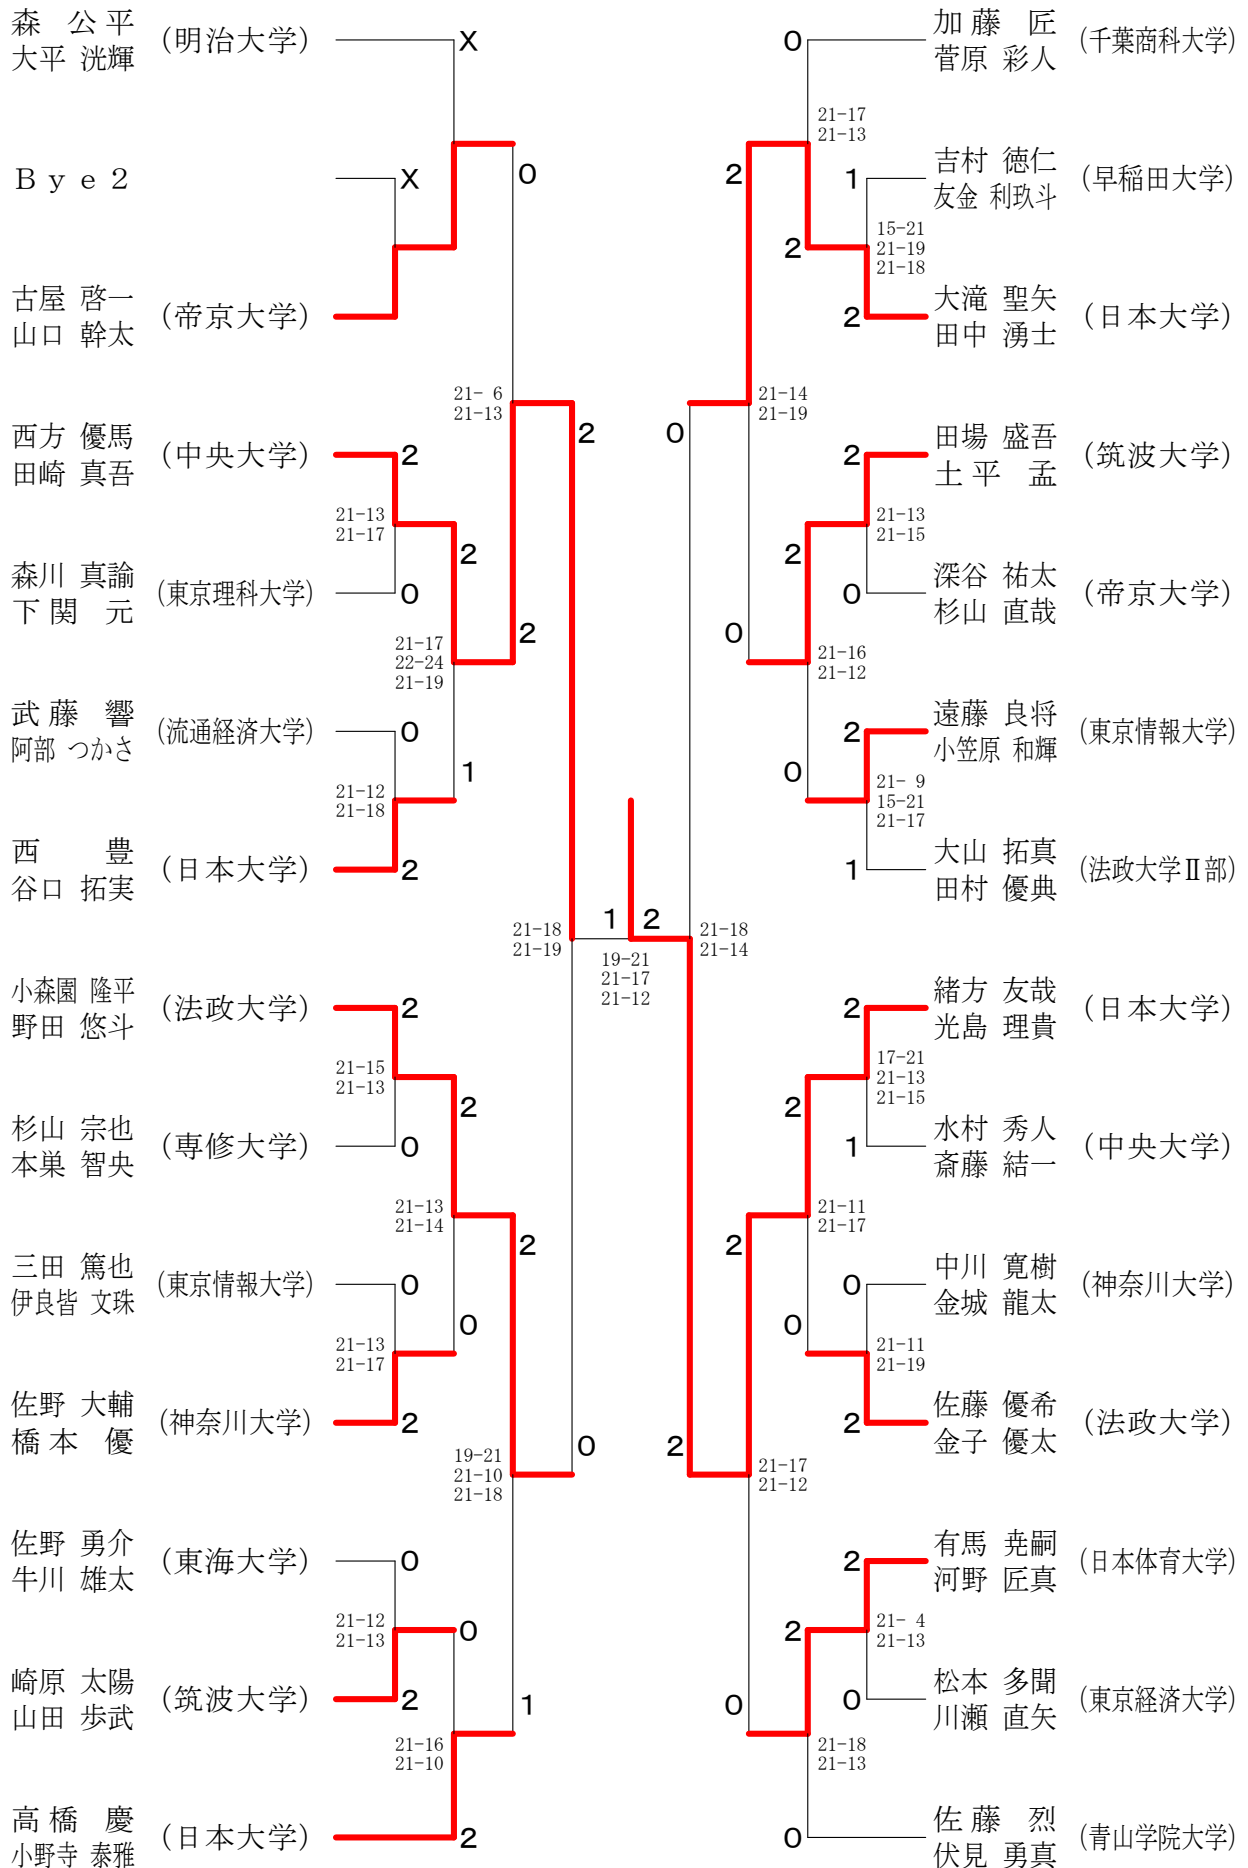 森 公平
大平 洸輝
(明治大学)
X
Bye2
X
0
古屋 啓一
山口 幹太
(帝京大学)
21- 6
21-13
2
西方 優馬
田崎 真吾
(中央大学)
2
21-13
21-17
2
森川 真諭
下関 元
(東京理科大学)
0
21-17
22-24
21-19
2
武藤 響
阿部 つかさ
(流通経済大学)
0
1
21-12
21-18
西 豊
谷口 拓実
(日本大学)
2
21-18
21-19
1
小森園 隆平
野田 悠斗
(法政大学)
2
21-15
21-13
2
杉山 宗也
本巣 智央
(専修大学)
0
21-13
21-14
2
三田 篤也
伊良皆 文珠
(東京情報大学)
0
0
21-13
21-17
佐野 大輔
橋本 優
(神奈川大学)
2
19-21
21-10
21-18
0
佐野 勇介
牛川 雄太
(東海大学)
0
21-12
21-13
0
崎原 太陽
山田 歩武
(筑波大学)
2
1
21-16
21-10
高橋 慶
小野寺 泰雅
(日本大学)
2
2
19-21
21-17
21-12
0
加藤 匠
菅原 彩人
(千葉商科大学)
21-17
21-13
2
1
吉村 徳仁
友金 利玖斗
(早稲田大学)
15-21
21-19
21-18
2
2
大滝 聖矢
田中 湧士
(日本大学)
21-14
21-19
0
2
田場 盛吾
土平 孟
(筑波大学)
21-13
21-15
2
0
深谷 祐太
杉山 直哉
(帝京大学)
0
21-16
21-12
2
遠藤 良将
小笠原 和輝
(東京情報大学)
0
21- 9
15-21
21-17
1
大山 拓真
田村 優典
(法政大学Ⅱ部)
21-18
21-14
2
緒方 友哉
光島 理貴
(日本大学)
17-21
21-13
21-15
2
1
水村 秀人
斎藤 結一
(中央大学)
21-11
21-17
2
0
中川 寛樹
金城 龍太
(神奈川大学)
0
21-11
21-19
2
佐藤 優希
金子 優太
(法政大学)
2
21-17
21-12
2
有馬 尭嗣
河野 匠真
(日本体育大学)
2
21- 4
21-13
0
0
松本 多聞
川瀬 直矢
(東京経済大学)
21-18
21-13
0
佐藤 烈
伏見 勇真
(青山学院大学)